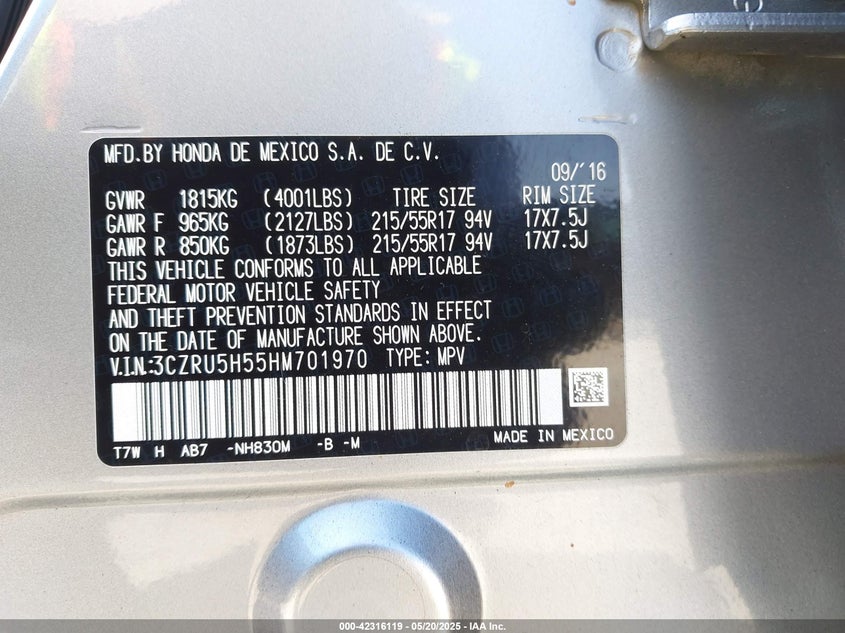 MFD.BY HONDA DE MEXICO S.A. DE C.V.
09/'16
GVWR 1815KG (4001LBS) TIRE SIZE RIM SIZE
GAWR F 965KG (2127LBS) 215/55R17 94V 17X7.5J
GAWR R 850KG (1873LBS) 215/55R17 94V 17X7.5J
THIS VEHICLE CONFORMS TO ALL APPLICABLE
FEDERAL MOTOR VEHICLE SAFETY
AND THEFT PREVENTION STANDARDS IN EFFECT
ON THE DATE OF MANUFACTURE SHOWN ABOVE.
V.I.N:3CZRU5H55HM701970 TYPE: MPV
T7W H AB7 -NH830M -B -M MADE IN MEXICO
000-42316119 — 05/20/2025 — IAA Inc.